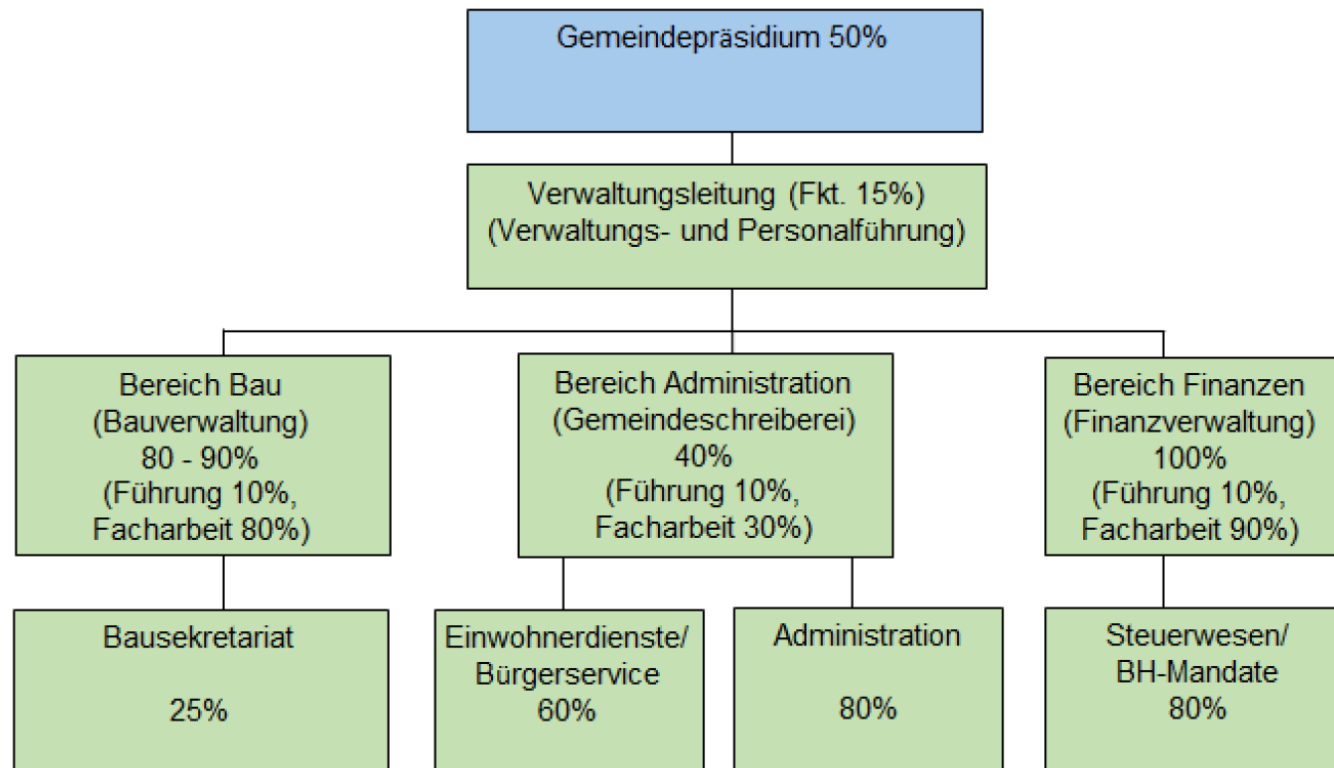 Gemeindepräsidium 50%
Verwaltungsleitung (Fkt. 15%)
(Verwaltungs- und Personalführung)
Bereich Bau
(Bauverwaltung)
80 - 90%
(Führung 10%,
Facharbeit 80%)
Bereich Administration
(Gemeindeschreiberei)
40%
(Führung 10%,
Facharbeit 30%)
Bereich Finanzen
(Finanzverwaltung)
100%
(Führung 10%,
Facharbeit 90%)
Bausekretariat
25%
Einwohnerdienste/
Bürgerservice
60%
Administration
80%
Steuerwesen/
BH-Mandate
80%